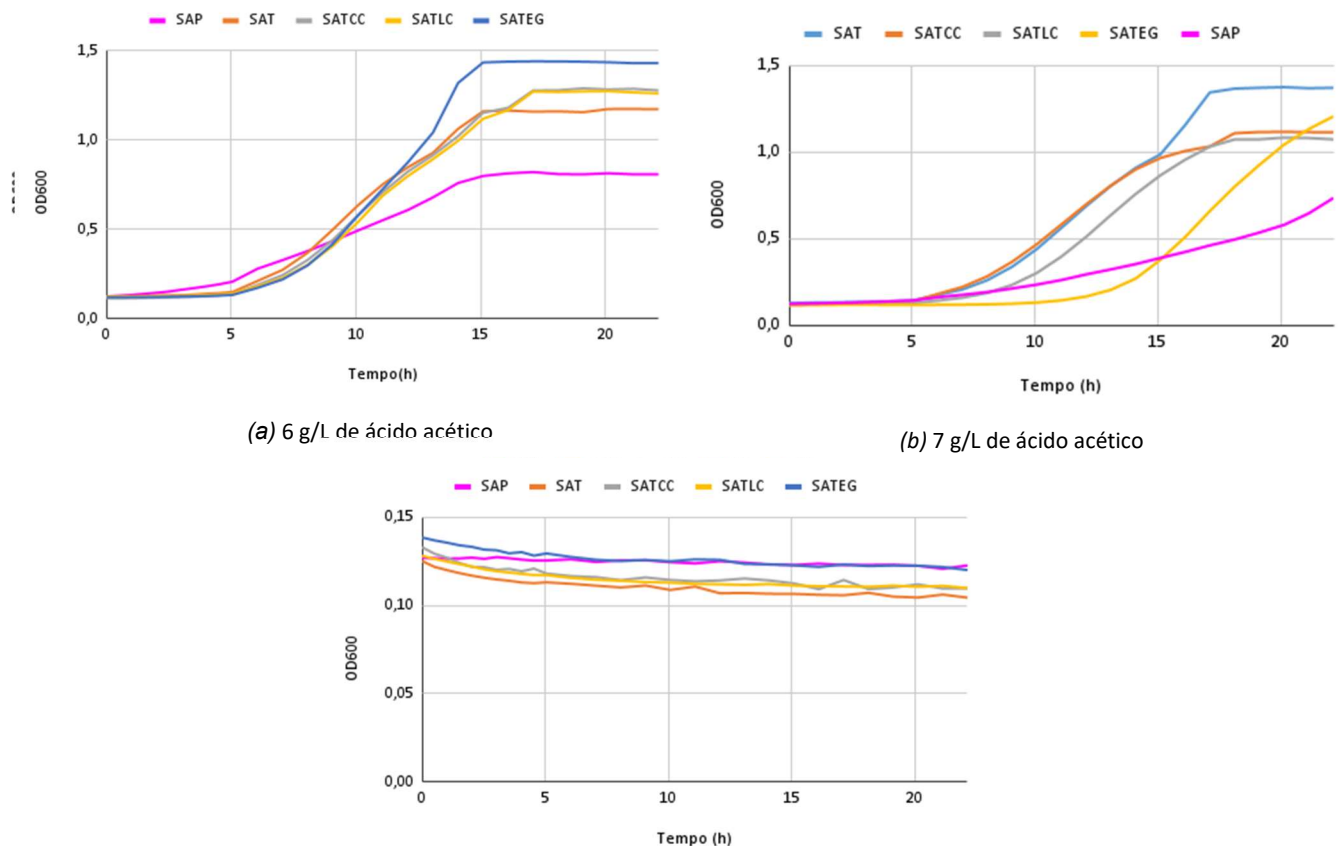 SAP SAT SATCC SATLC SATEG
1,5
1,0
0,5
0,0
OD600
0 5 10 15 20
Tempo(h)
(a) 6 g/L de ácido acético
SAT SATCC SATLC SATEG SAP
1,5
1,0
0,5
0,0
OD600
0 5 10 15 20
Tempo (h)
(b) 7 g/L de ácido acético
SAP SAT SATCC SATLC SATEG
0,15
0,10
0,05
0,00
OD600
0 5 10 15 20
Tempo (h)